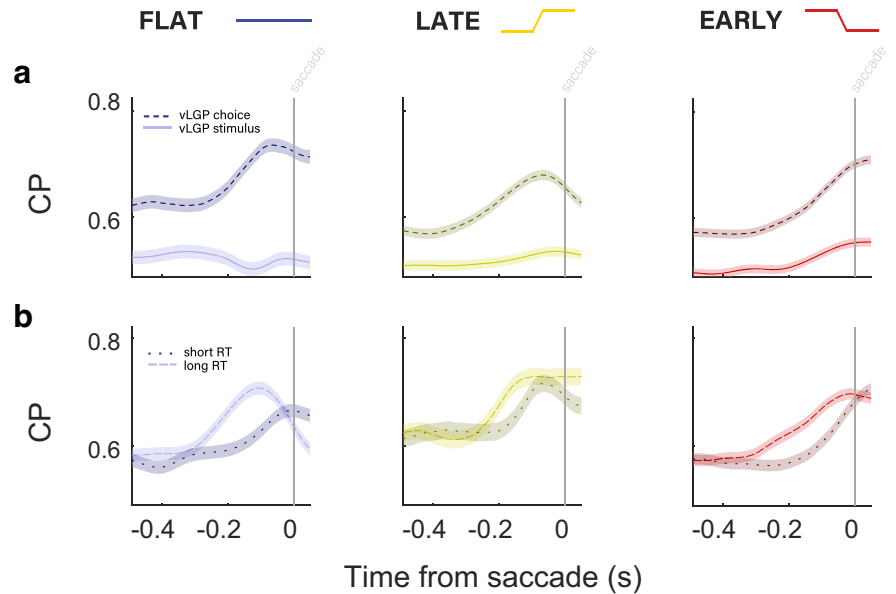 FLAT LATE EARLY
a
saccade saccade saccade
0.8
vLGP choice
vLGP stimulus
CP
0.6
b
0.8
short RT
long RT
CP
0.6
-0.4 -0.2 0 -0.4 -0.2 0 -0.4 -0.2 0
Time from saccade (s)